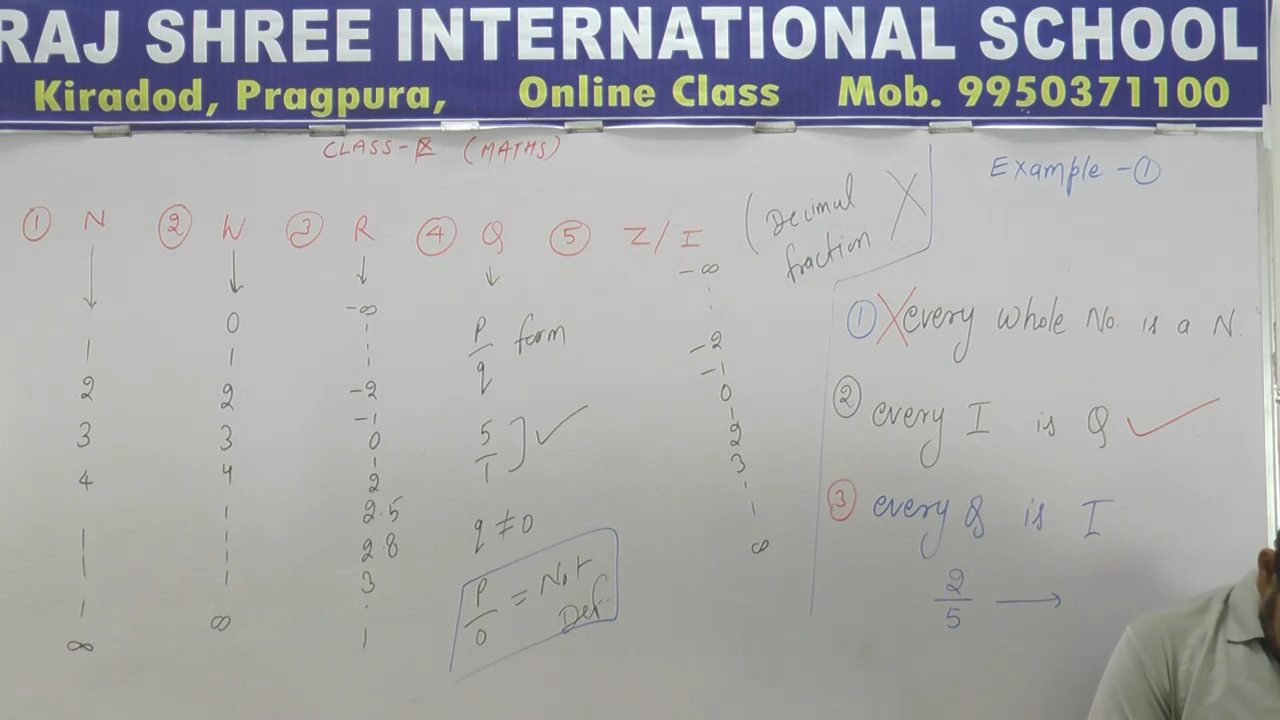 RAJ SHREE INTERNATIONAL SCHOOL
Kiradod, Pragpura, Online Class Mob. 9950371100
CLASS-IX (MATHS)
① N ② W ③ R ④ Q ⑤ Z/I
(Decimal
fraction
1
2
3
4
∞
0
1
2
3
4
∞
-∞
-2
-1
0
1
2
2.5
2.8
3
P/q form
5/1 ✓
q ≠ 0
P/0 = Not
Def.
-∞
-2
-1
0
1
2
3
∞
Example-①
① X every whole No. is a N.
② every I is Q ✓
③ every Q is I
2/5 →